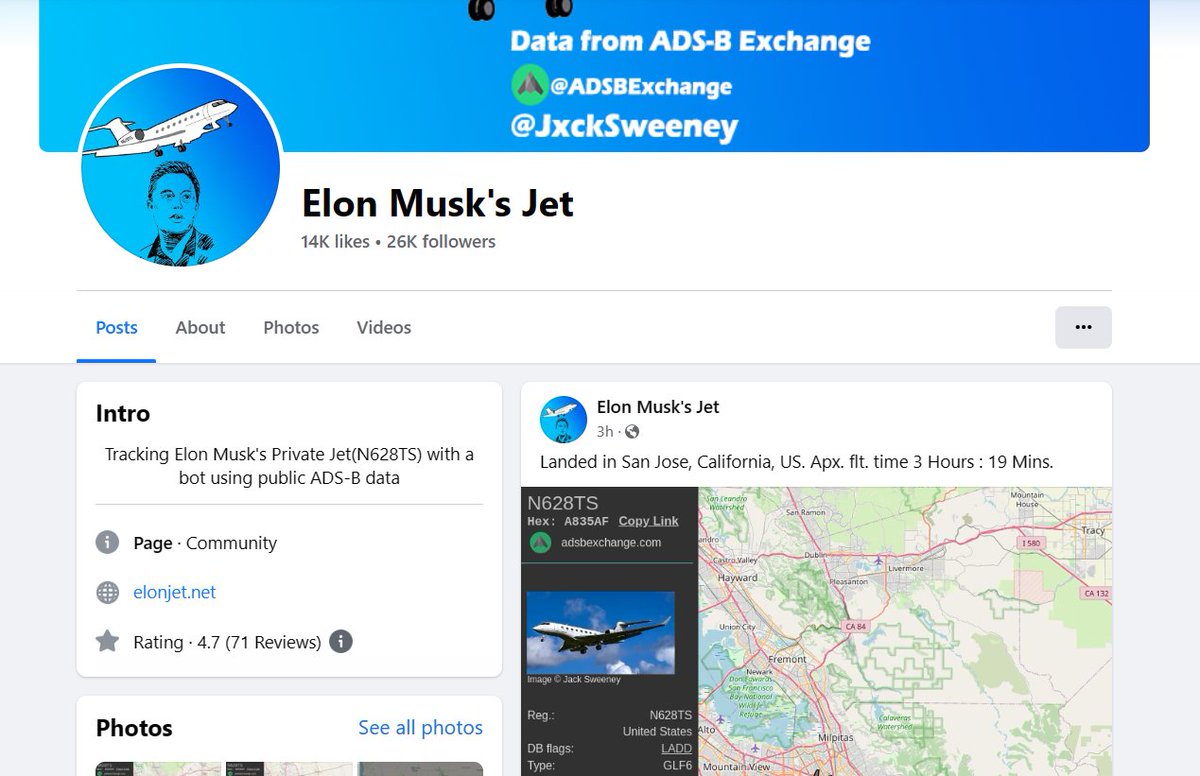 Data from ADS-B Exchange
@ADSBExchange
@JxckSweeney
Elon Musk's Jet
14K likes • 26K followers
Posts
About
Photos
Videos
Intro
Tracking Elon Musk's Private Jet(N628TS) with a
bot using public ADS-B data
Page · Community
elonjet.net
Rating · 4.7 (71 Reviews)
Photos
See all photos
Elon Musk's Jet
3h ·
Landed in San Jose, California, US. Apx. flt. time 3 Hours : 19 Mins.
N628TS
Hex: A835AF Copy Link
adsbexchange.com
Image © Jack Sweeney
Reg.: N628TS
United States
DB flags: LADD
Type: GLF6
San Leandro
Watershed
San Ramon
Mountain
House
Tracy
I 580
Castro Valley
Dublin
Livermore
Hayward
Pleasanton
CA 132
Union City
CA 84
Fremont
Newark
Don Edwards
San Francisco
Bay National
Wildlife
Refuge
Calaveras
Watershed
Alto
Milpitas
Mountain View